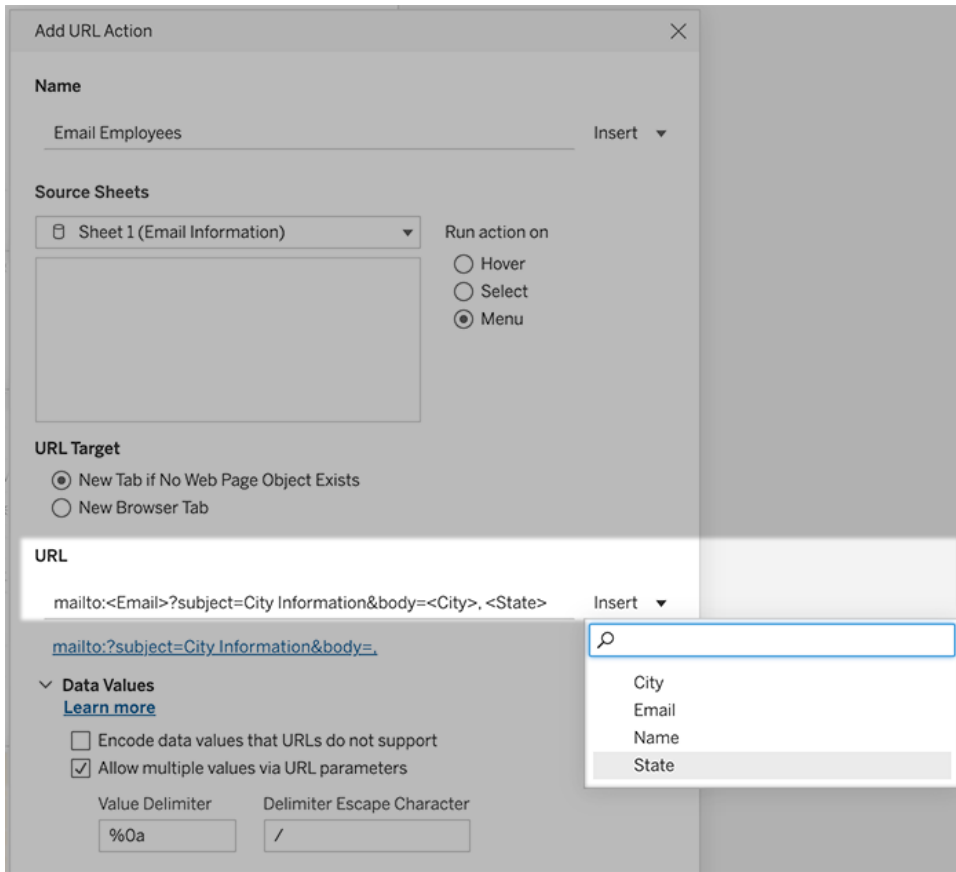 Add URL Action
Name
Email Employees
Insert
Source Sheets
Sheet 1 (Email Information)
Run action on
Hover
Select
Menu
URL Target
New Tab if No Web Page Object Exists
New Browser Tab
URL
mailto:<Email>?subject=City Information&body=<City>, <State>
Insert
mailto:?subject=City Information&body=,
City
Email
Name
State
Data Values
Learn more
Encode data values that URLs do not support
Allow multiple values via URL parameters
Value Delimiter
Delimiter Escape Character
%0a
/